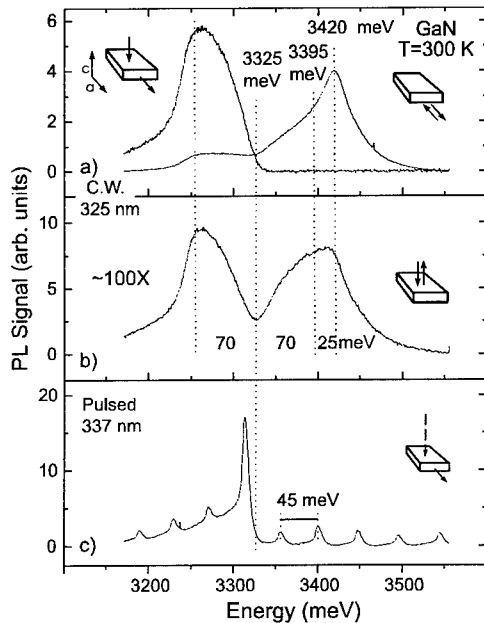 3420 meV
GaN
T=300 K
3325
meV
3395
meV
c
a
6
4
2
0
a)
C.W.
325 nm
~100X
10
5
0
b)
70
70
25meV
PL Signal (arb. units)
Pulsed
337 nm
20
10
0
45 meV
c)
3200
3300
3400
3500
Energy (meV)